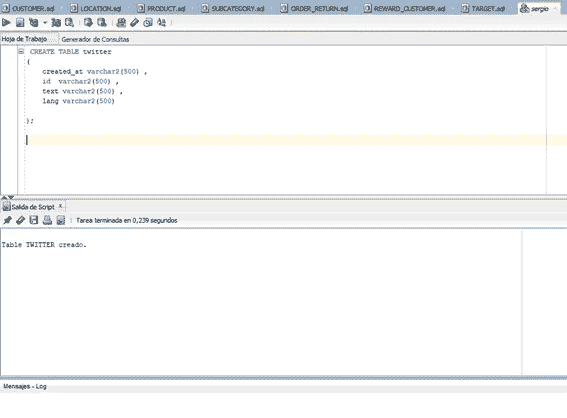 CUSTOMER.sql LOCATION.sql PRODUCT.sql SUBCATEGORY.sql ORDER_RETURN.sql REWARD_CUSTOMER.sql TARGET.sql sergio
Hoja de Trabajo Generador de Consultas
CREATE TABLE twitter
(
created_at varchar2(500) ,
id varchar2(500) ,
text varchar2(500) ,
lang varchar2(500)
);
Salida de Script x
Tarea terminada en 0,239 segundos
Table TWITTER creado.
Mensajes - Log